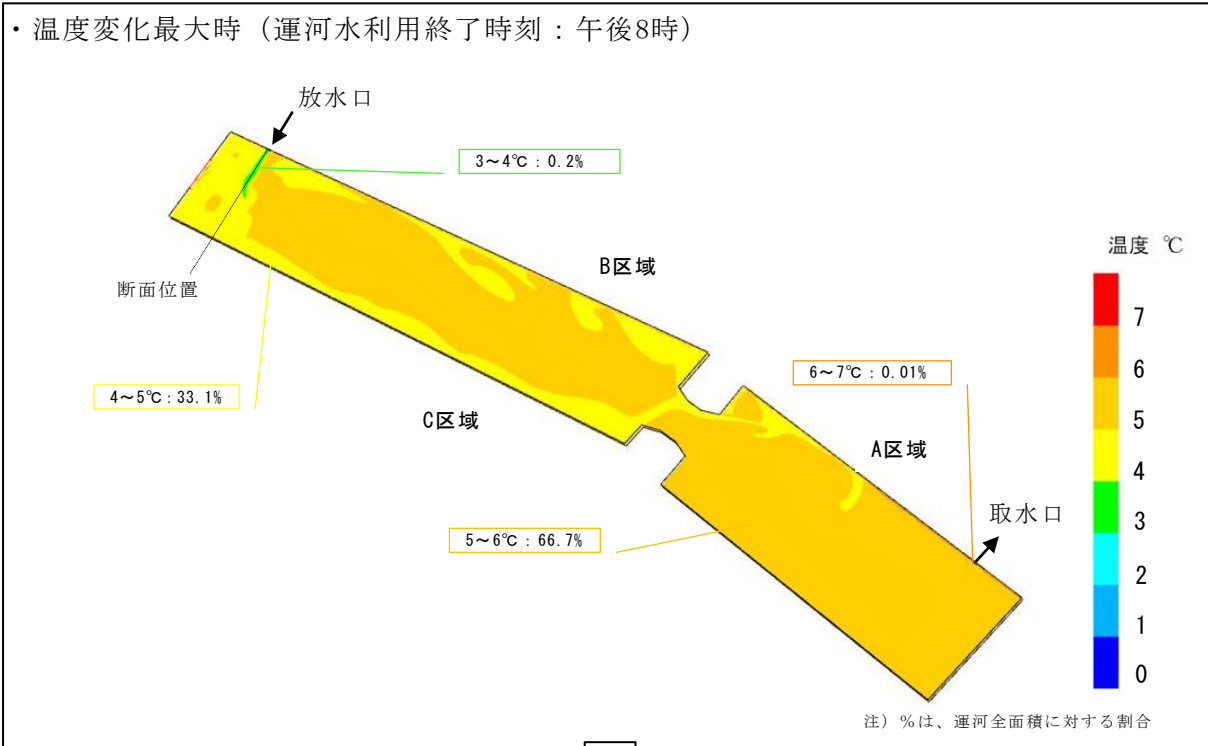 ・温度変化最大時（運河水利用終了時刻：午後8時）
放水口
3～4℃：0.2%
断面位置
B区域
温度 ℃
7
6
5
4
3
2
1
0
4～5℃：33.1%
6～7℃：0.01%
C区域
A区域
取水口
5～6℃：66.7%
注）%は、運河全面積に対する割合